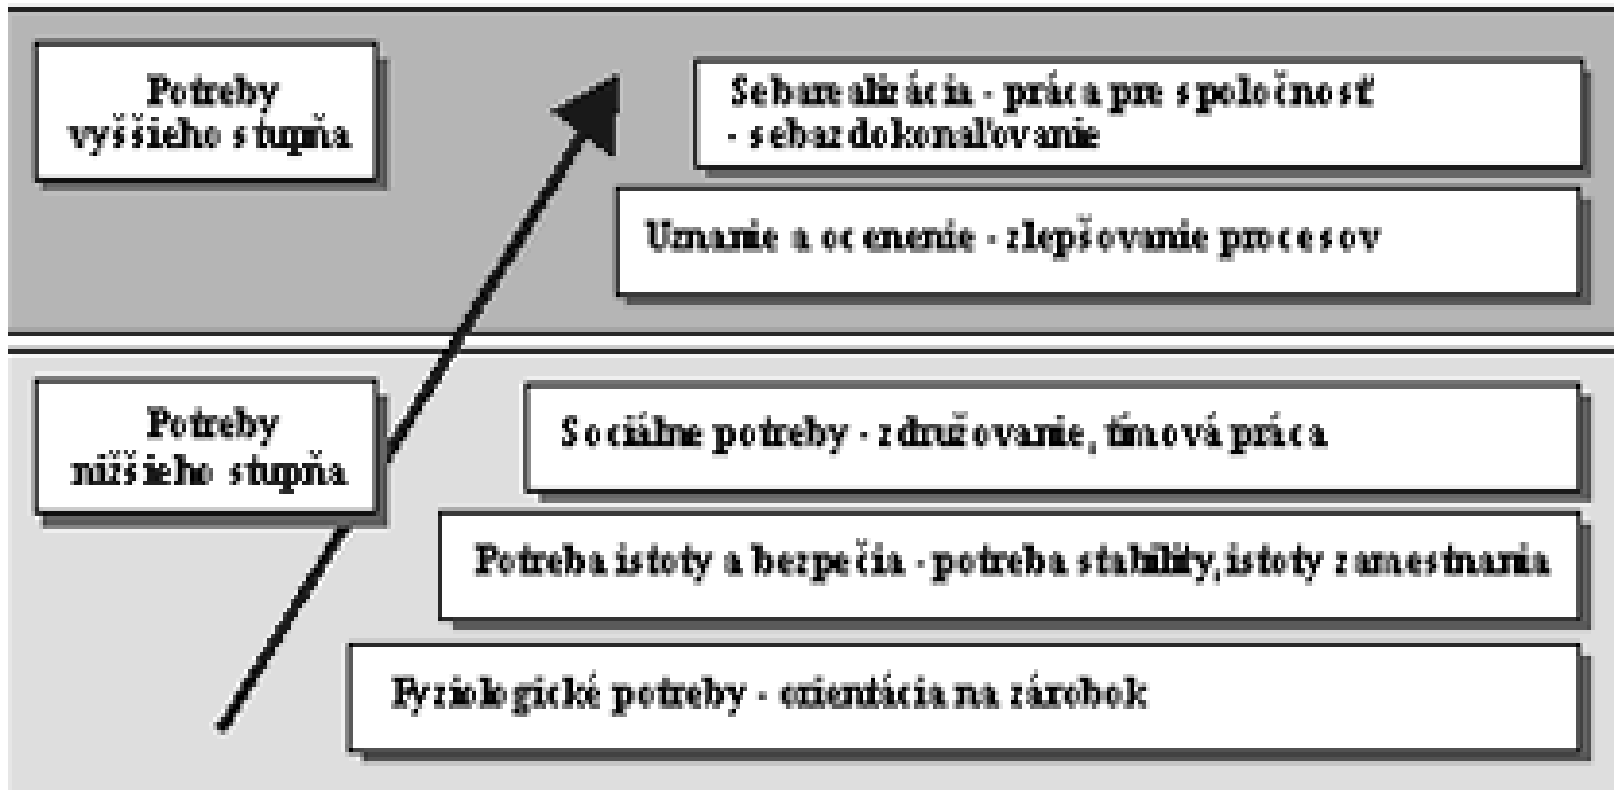 Potreby
vyššieho stupňa
Sebarealizácia - práca pre spoločnosť
- sebazdokonaľovanie
Uznanie a ocenenie - zlepšovanie procesov
Potreby
nižšieho stupňa
Sociálne potreby - združovanie, tímová práca
Potreba istoty a bezpečia - potreba stability, istoty zamestnania
Fyziologické potreby - orientácia na zárobok